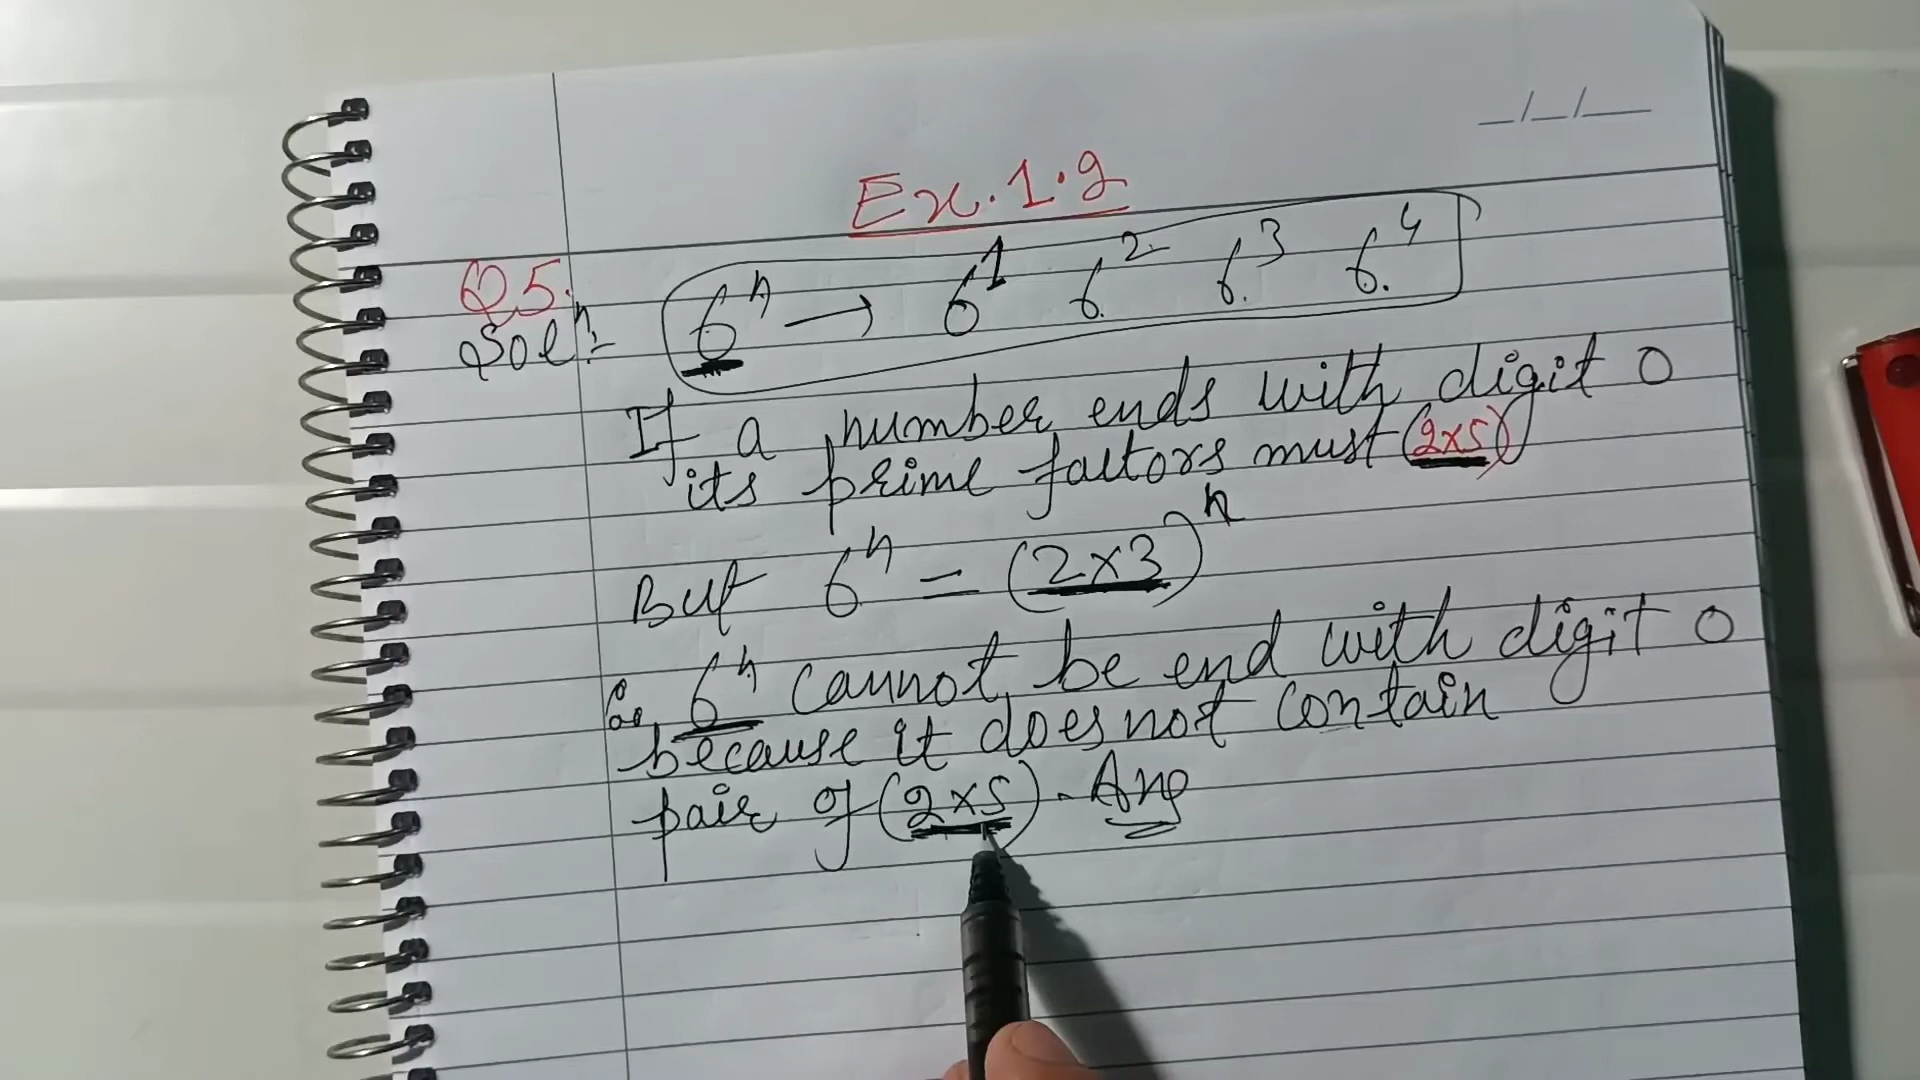 _/_/__
Ex. 1.2
Q5.
Solⁿ:- 6ⁿ → 6¹ 6² 6³ 6⁴
If a number ends with digit 0
its prime factors must (2×5)
But 6ⁿ = (2×3)ⁿ
∴ 6ⁿ cannot be end with digit 0
because it does not contain
pair of (2×5). Ans